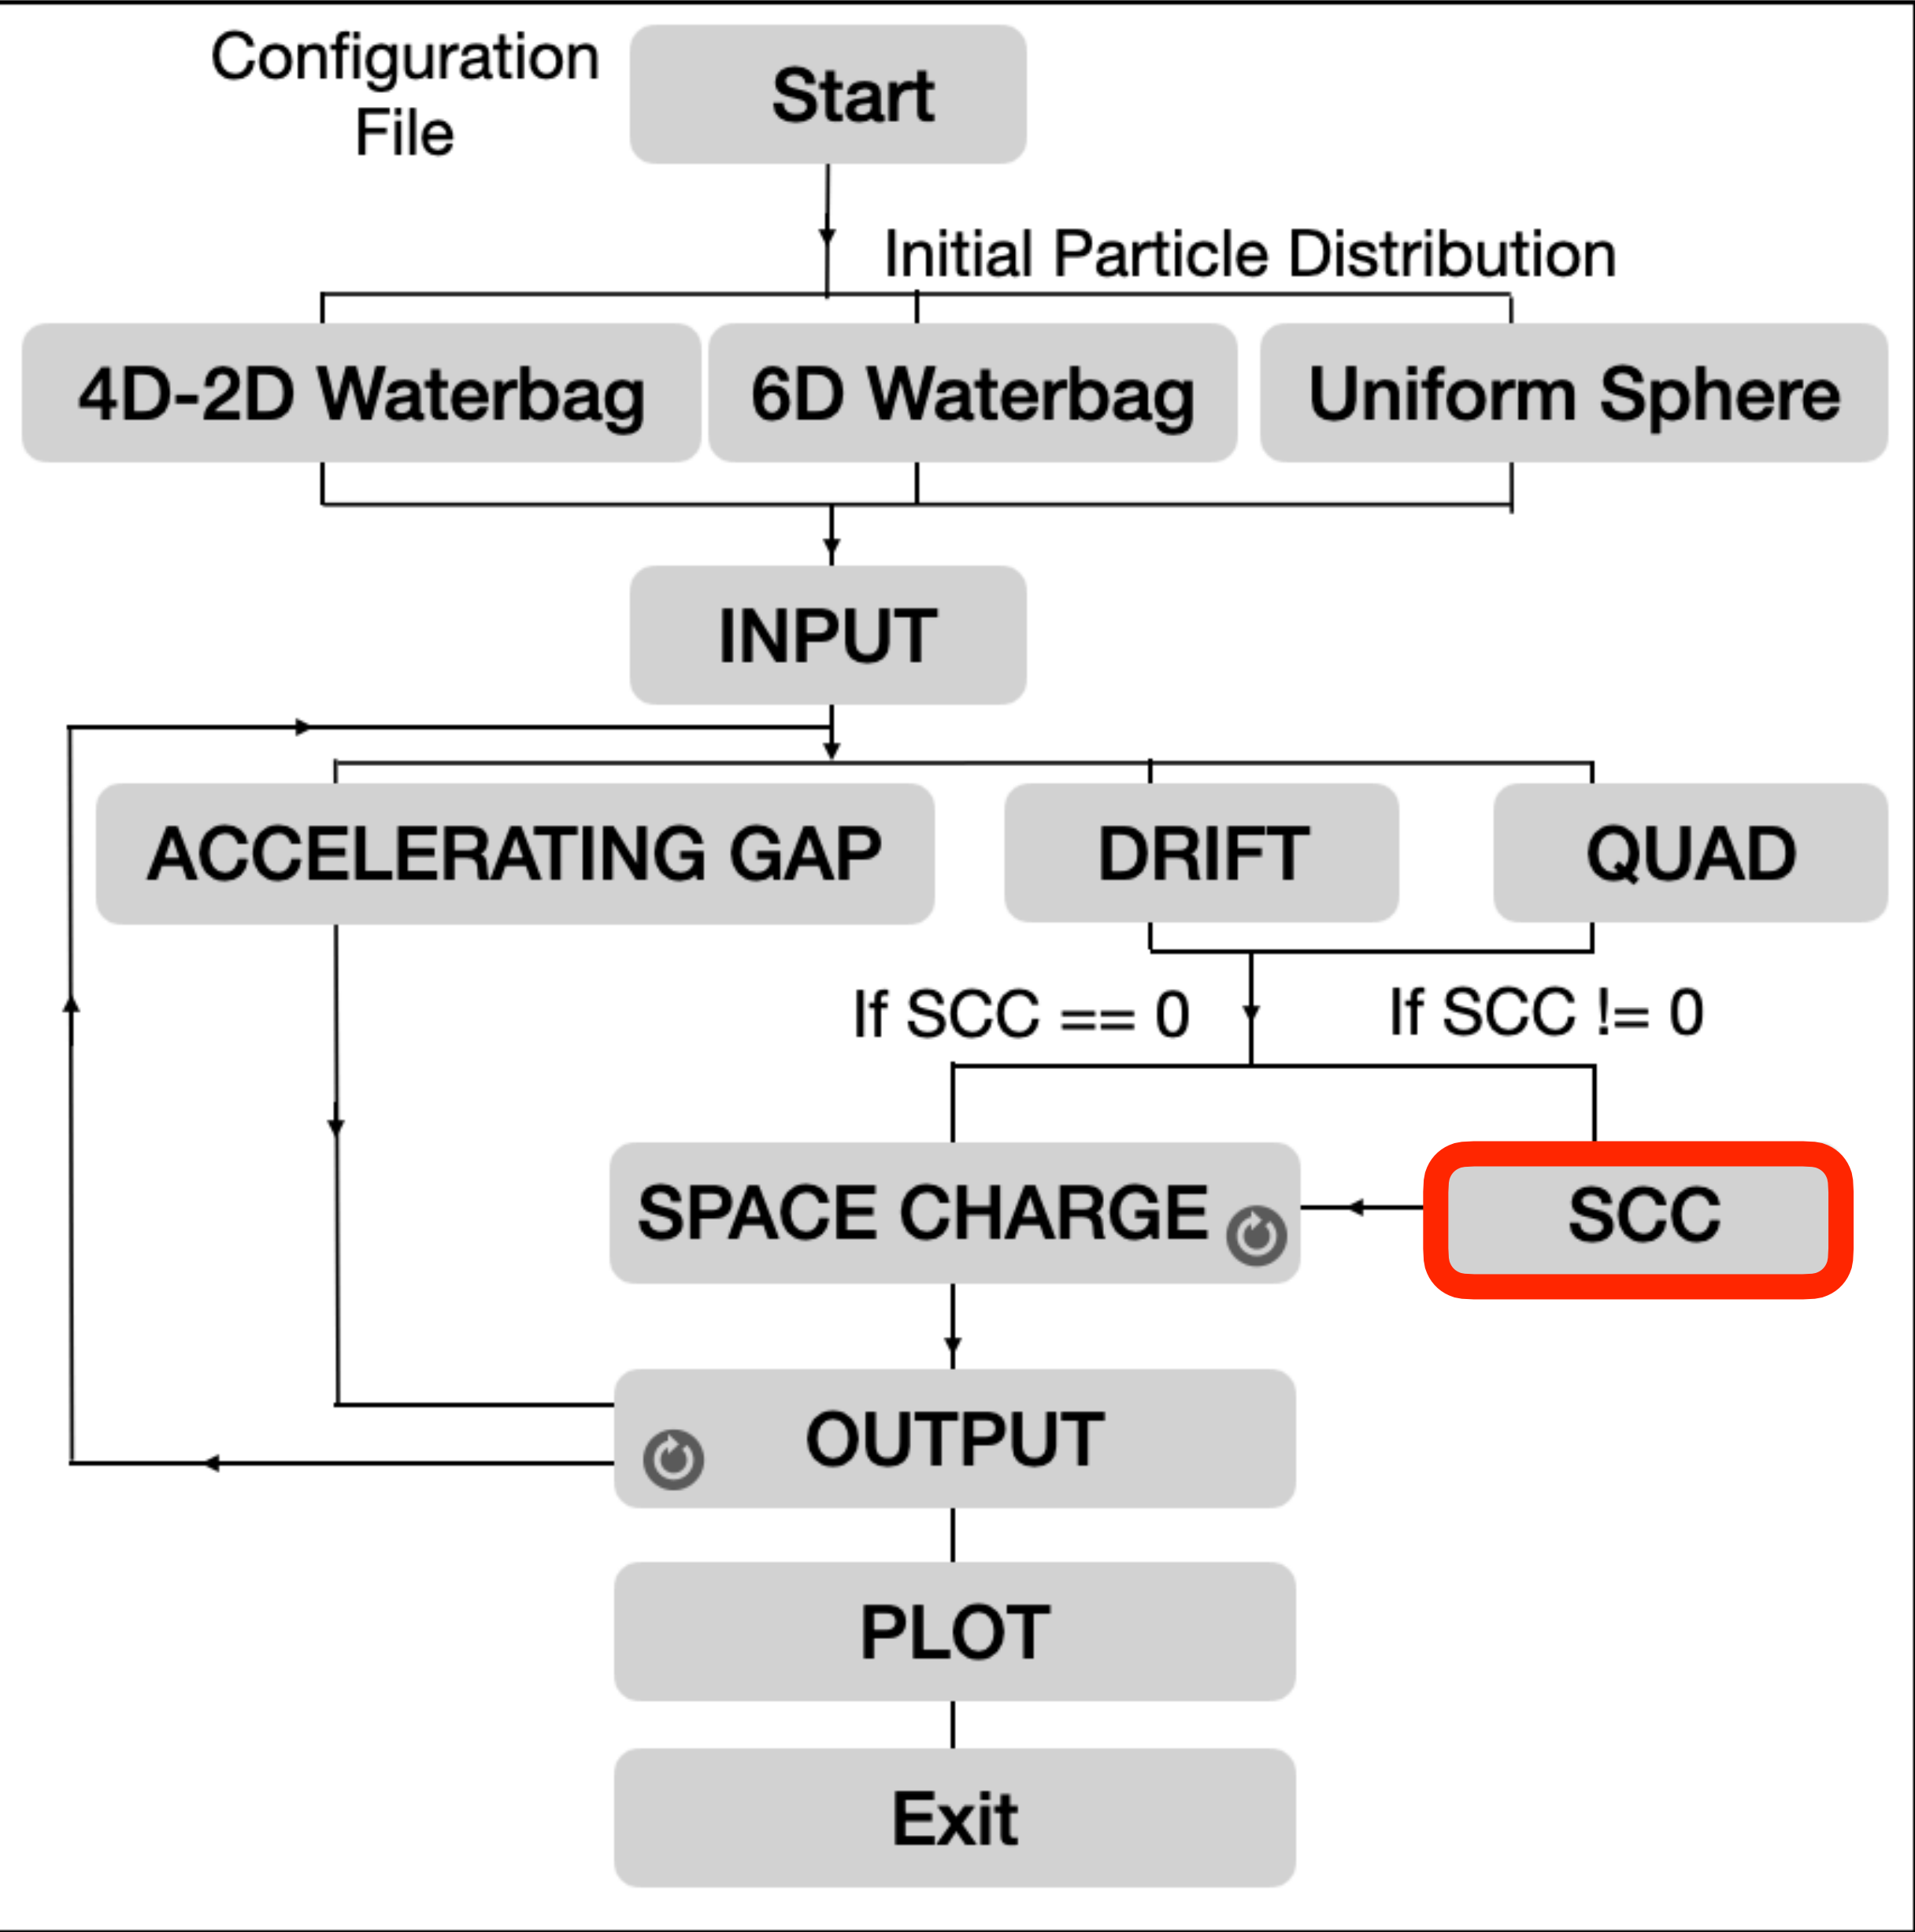 Configuration
File
Start
Initial Particle Distribution
4D-2D Waterbag
6D Waterbag
Uniform Sphere
INPUT
ACCELERATING GAP
DRIFT
QUAD
If SCC == 0
If SCC != 0
SPACE CHARGE
SCC
OUTPUT
PLOT
Exit